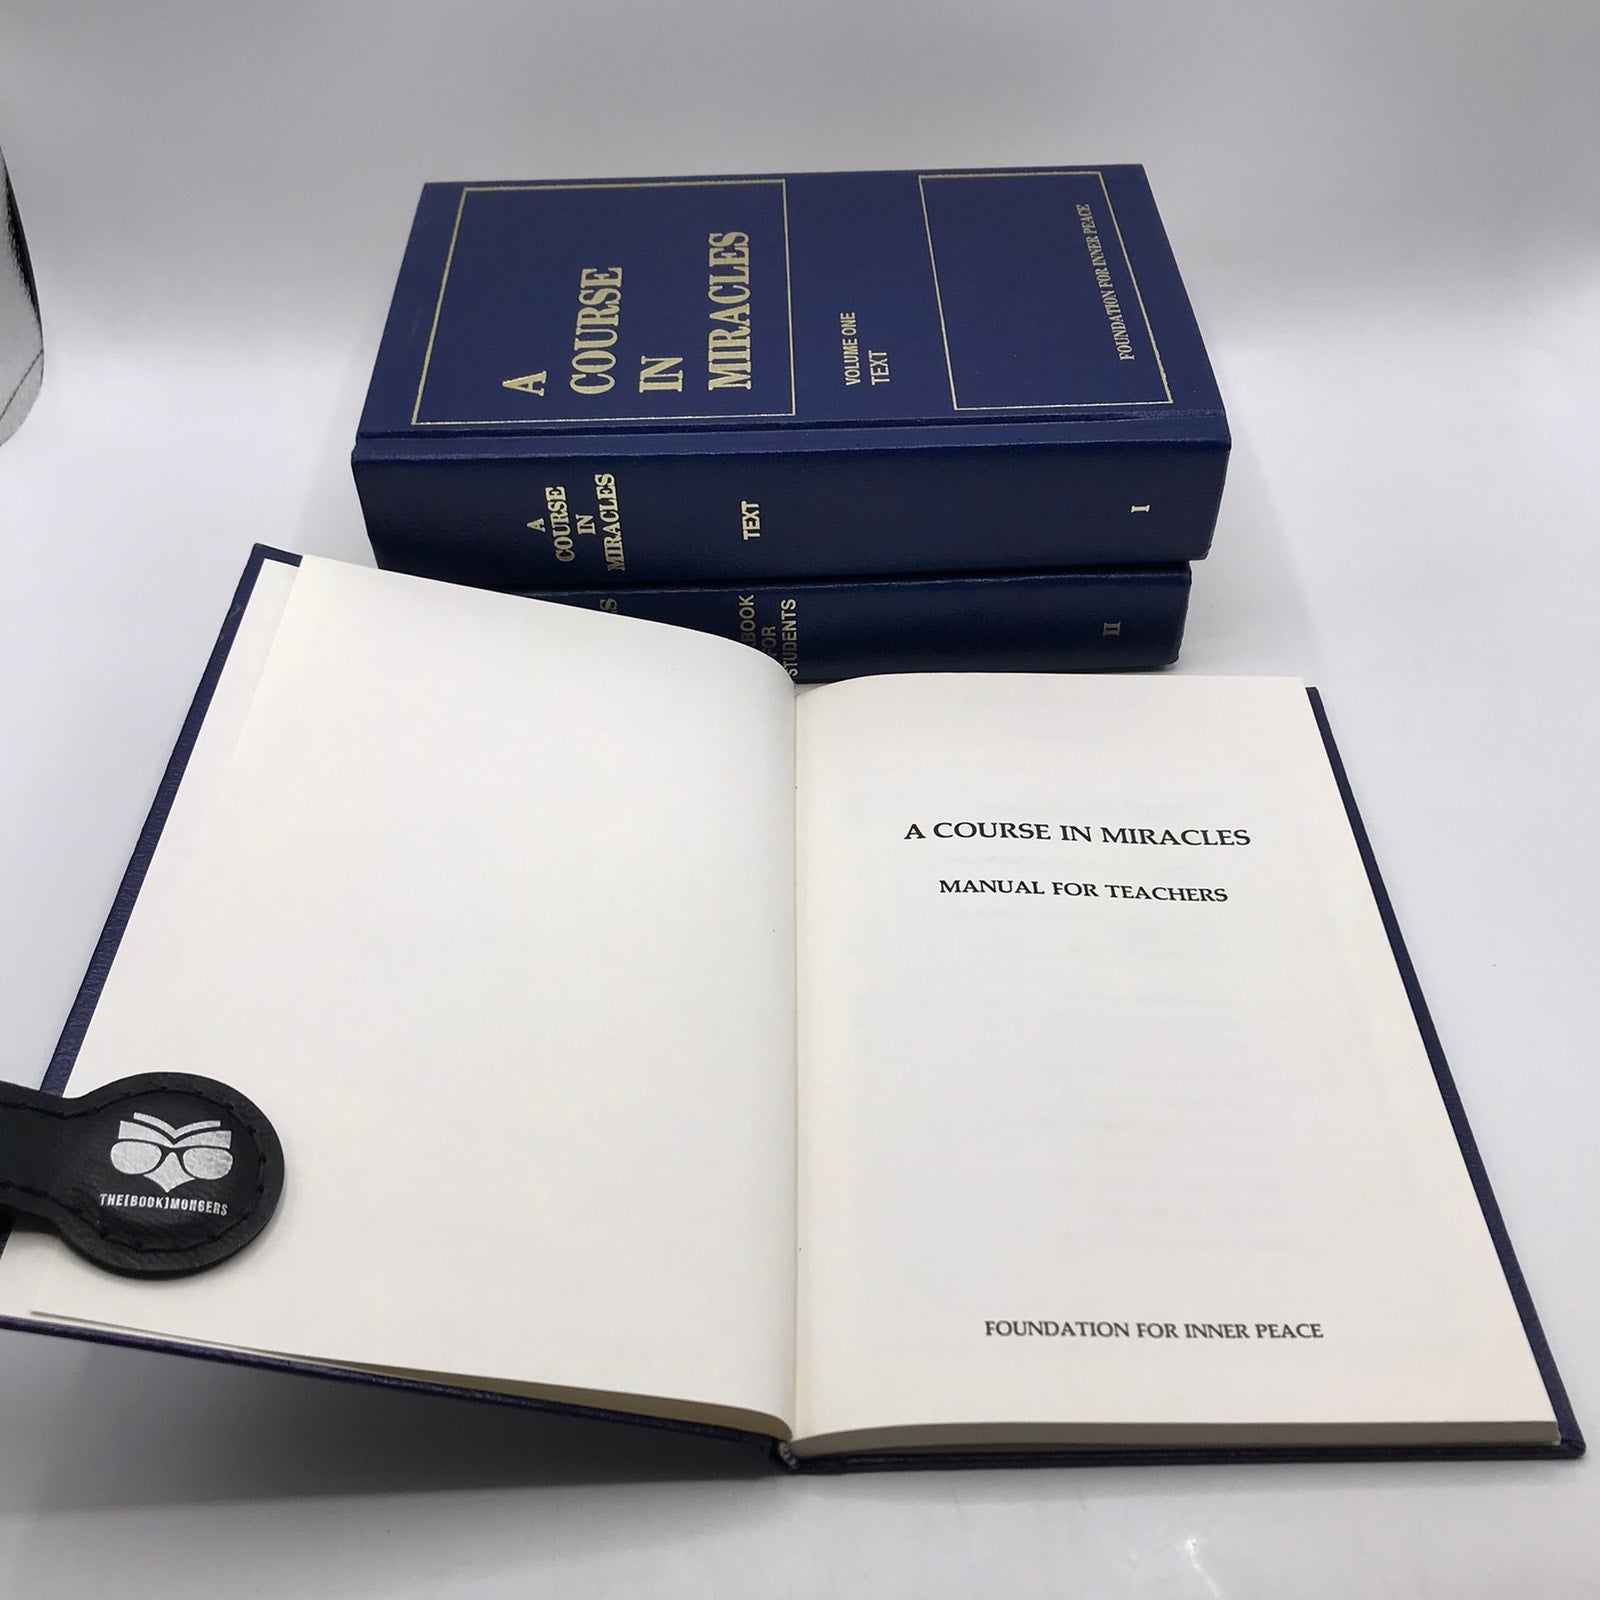 A
COURSE
IN
MIRACLES
VOLUME ONE
TEXT
FOUNDATION FOR INNER PEACE
A
COURSE
IN
MIRACLES
TEXT
I
FOR
STUDENTS
II
A COURSE IN MIRACLES
MANUAL FOR TEACHERS
FOUNDATION FOR INNER PEACE
THE[BOOK]MONGERS